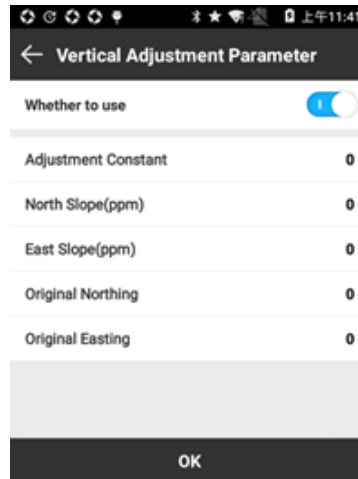 上午11:41
Vertical Adjustment Parameter
Whether to use
Adjustment Constant 0
North Slope(ppm) 0
East Slope(ppm) 0
Original Northing 0
Original Easting 0
OK